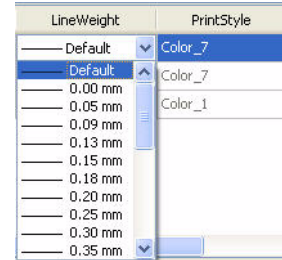 LineWeight PrintStyle
Default Color_7
Default Color_7
0.00 mm
0.05 mm Color_1
0.09 mm
0.13 mm
0.15 mm
0.18 mm
0.20 mm
0.25 mm
0.30 mm
0.35 mm